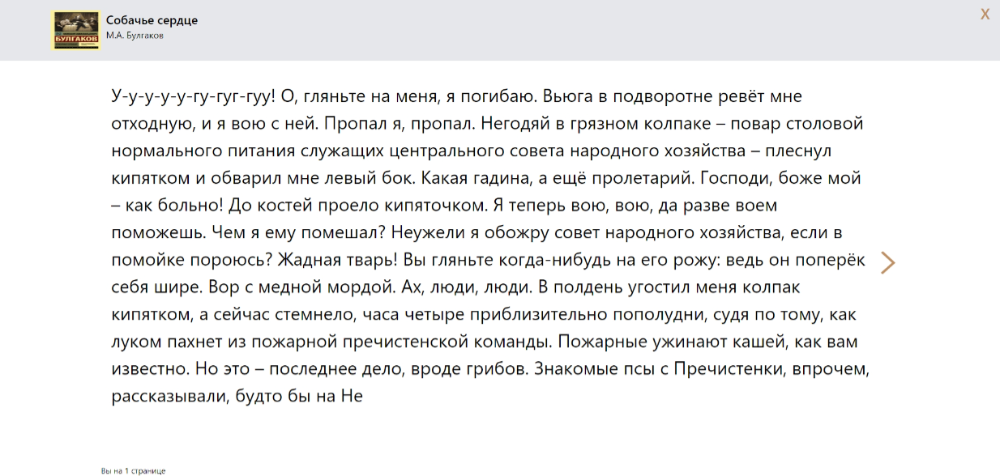 Собачье сердце
М.А. Булгаков
X
БУЛГАКОВ
У-у-у-у-у-гу-гуг-гуу! О, гляньте на меня, я погибаю. Вьюга в подворотне ревёт мне
отходную, и я вою с ней. Пропал я, пропал. Негодяй в грязном колпаке – повар столовой
нормального питания служащих центрального совета народного хозяйства – плеснул
кипятком и обварил мне левый бок. Какая гадина, а ещё пролетарий. Господи, боже мой
– как больно! До костей проело кипяточком. Я теперь вою, вою, да разве воем
поможешь. Чем я ему помешал? Неужели я обожру совет народного хозяйства, если в
помойке пороюсь? Жадная тварь! Вы гляньте когда-нибудь на его рожу: ведь он поперёк
себя шире. Вор с медной мордой. Ах, люди, люди. В полдень угостил меня колпак
кипятком, а сейчас стемнело, часа четыре приблизительно пополудни, судя по тому, как
луком пахнет из пожарной пречистенской команды. Пожарные ужинают кашей, как вам
известно. Но это – последнее дело, вроде грибов. Знакомые псы с Пречистенки, впрочем,
рассказывали, будто бы на Не
Вы на 1 странице